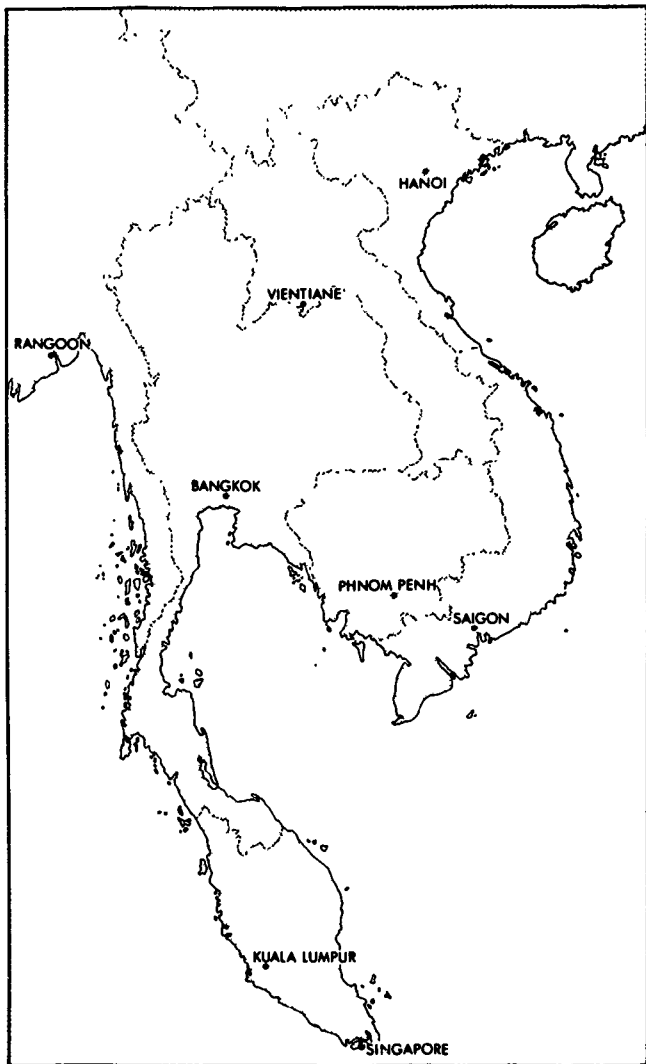 HANOI
VIENTIANE
RANGOON
BANGKOK
PHNOM PENH
SAIGON
KUALA LUMPUR
SINGAPORE